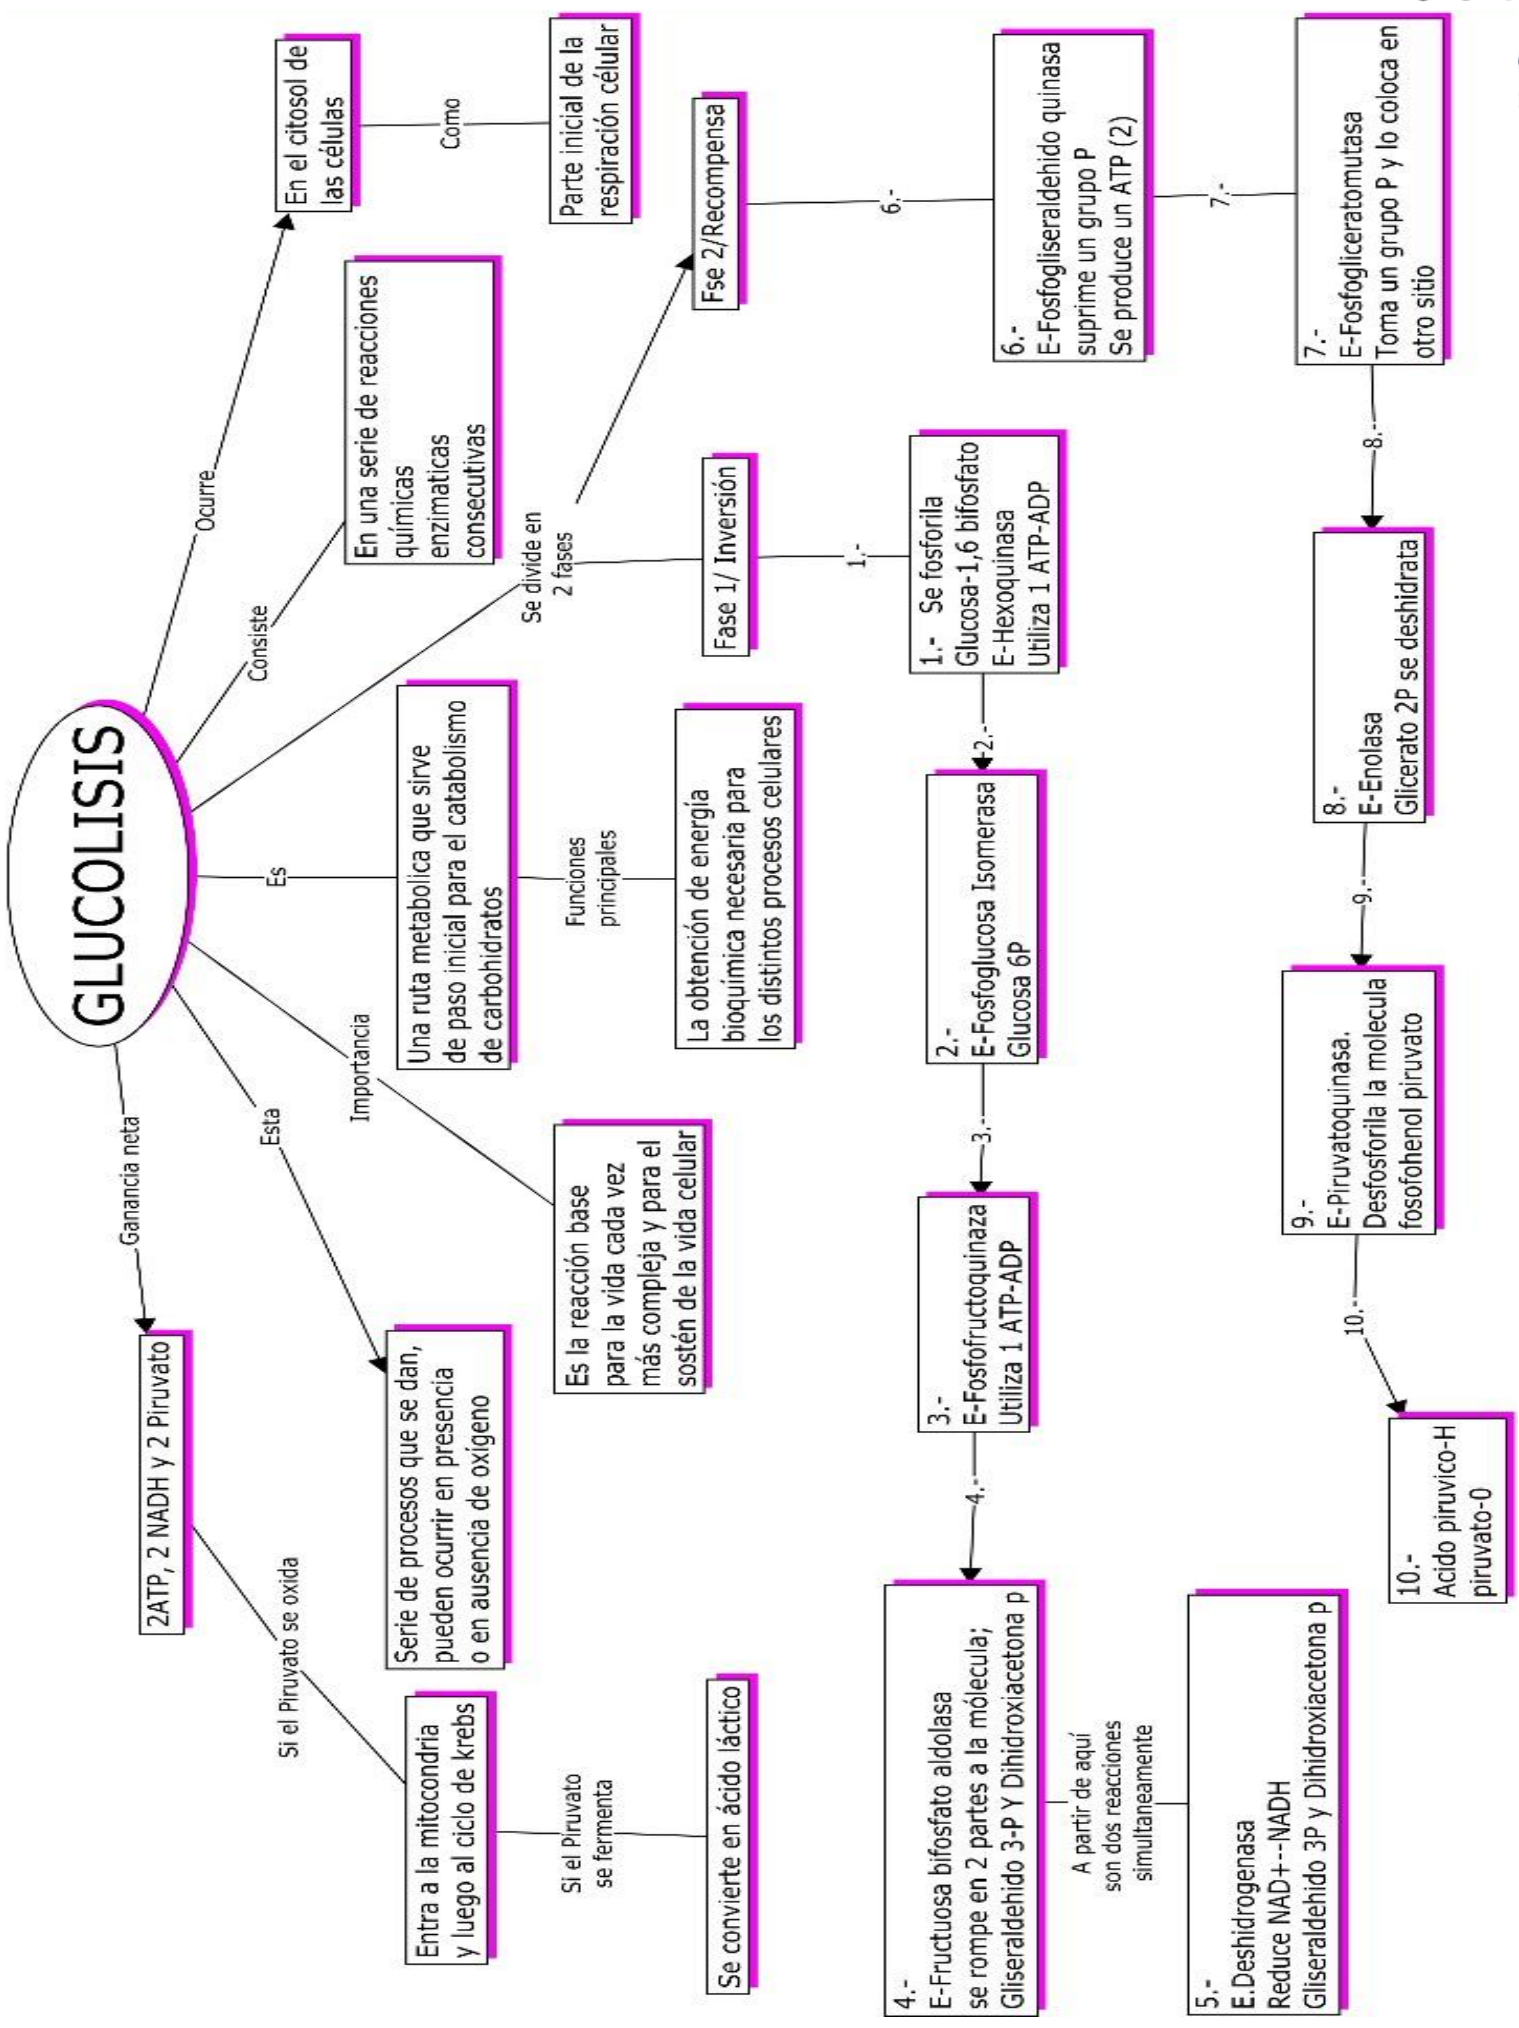 GLUCOLISIS
Ganancia neta
2ATP, 2 NADH y 2 Piruvato
Si el Piruvato se oxida
Entra a la mitocondria
y luego al ciclo de krebs
Si el Piruvato
se fermenta
Se convierte en ácido láctico
Esta
Serie de procesos que se dan,
pueden ocurrir en presencia
o en ausencia de oxígeno
Importancia
Es la reacción base
para la vida cada vez
más compleja y para el
sostén de la vida celular
Es
Una ruta metabolica que sirve
de paso inicial para el catabolismo
de carbohidratos
Funciones
principales
La obtención de energía
bioquímica necesaria para
los distintos procesos celulares
Se divide en
2 fases
Consiste
En una serie de reacciones
químicas
enzimaticas
consecutivas
Ocurre
En el citosol de
las células
Como
Parte inicial de la
respiración célular
Fase 1/ Inversión
1.-
1.- Se fosforila
Glucosa-1,6 bifosfato
E-Hexoquinasa
Utiliza 1 ATP-ADP
2.-
2.-
E-Fosfoglucosa Isomerasa
Glucosa 6P
3.-
3.-
E-Fosfofructoquinaza
Utiliza 1 ATP-ADP
4.-
4.-
E-Fructuosa bifosfato aldolasa
se rompe en 2 partes a la mólecula;
Gliseraldehido 3-P Y Dihidroxiacetona p
A partir de aquí
son dos reacciones
simultaneamente
5.-
E.Deshidrogenasa
Reduce NAD+--NADH
Gliseraldehido 3P y Dihidroxiacetona p
Fse 2/Recompensa
6.-
6.-
E-Fosfogliseraldehido quinasa
suprime un grupo P
Se produce un ATP (2)
7.-
7.-
E-Fosfogliceratomutasa
Toma un grupo P y lo coloca en
otro sitio
8.-
8.-
E-Enolasa
Glicerato 2P se deshidrata
9.-
9.-
E-Piruvatoquinasa.
Desfosforila la molecula
fosofohenol piruvato
10.-
10.-
Acido piruvico-H
piruvato-0